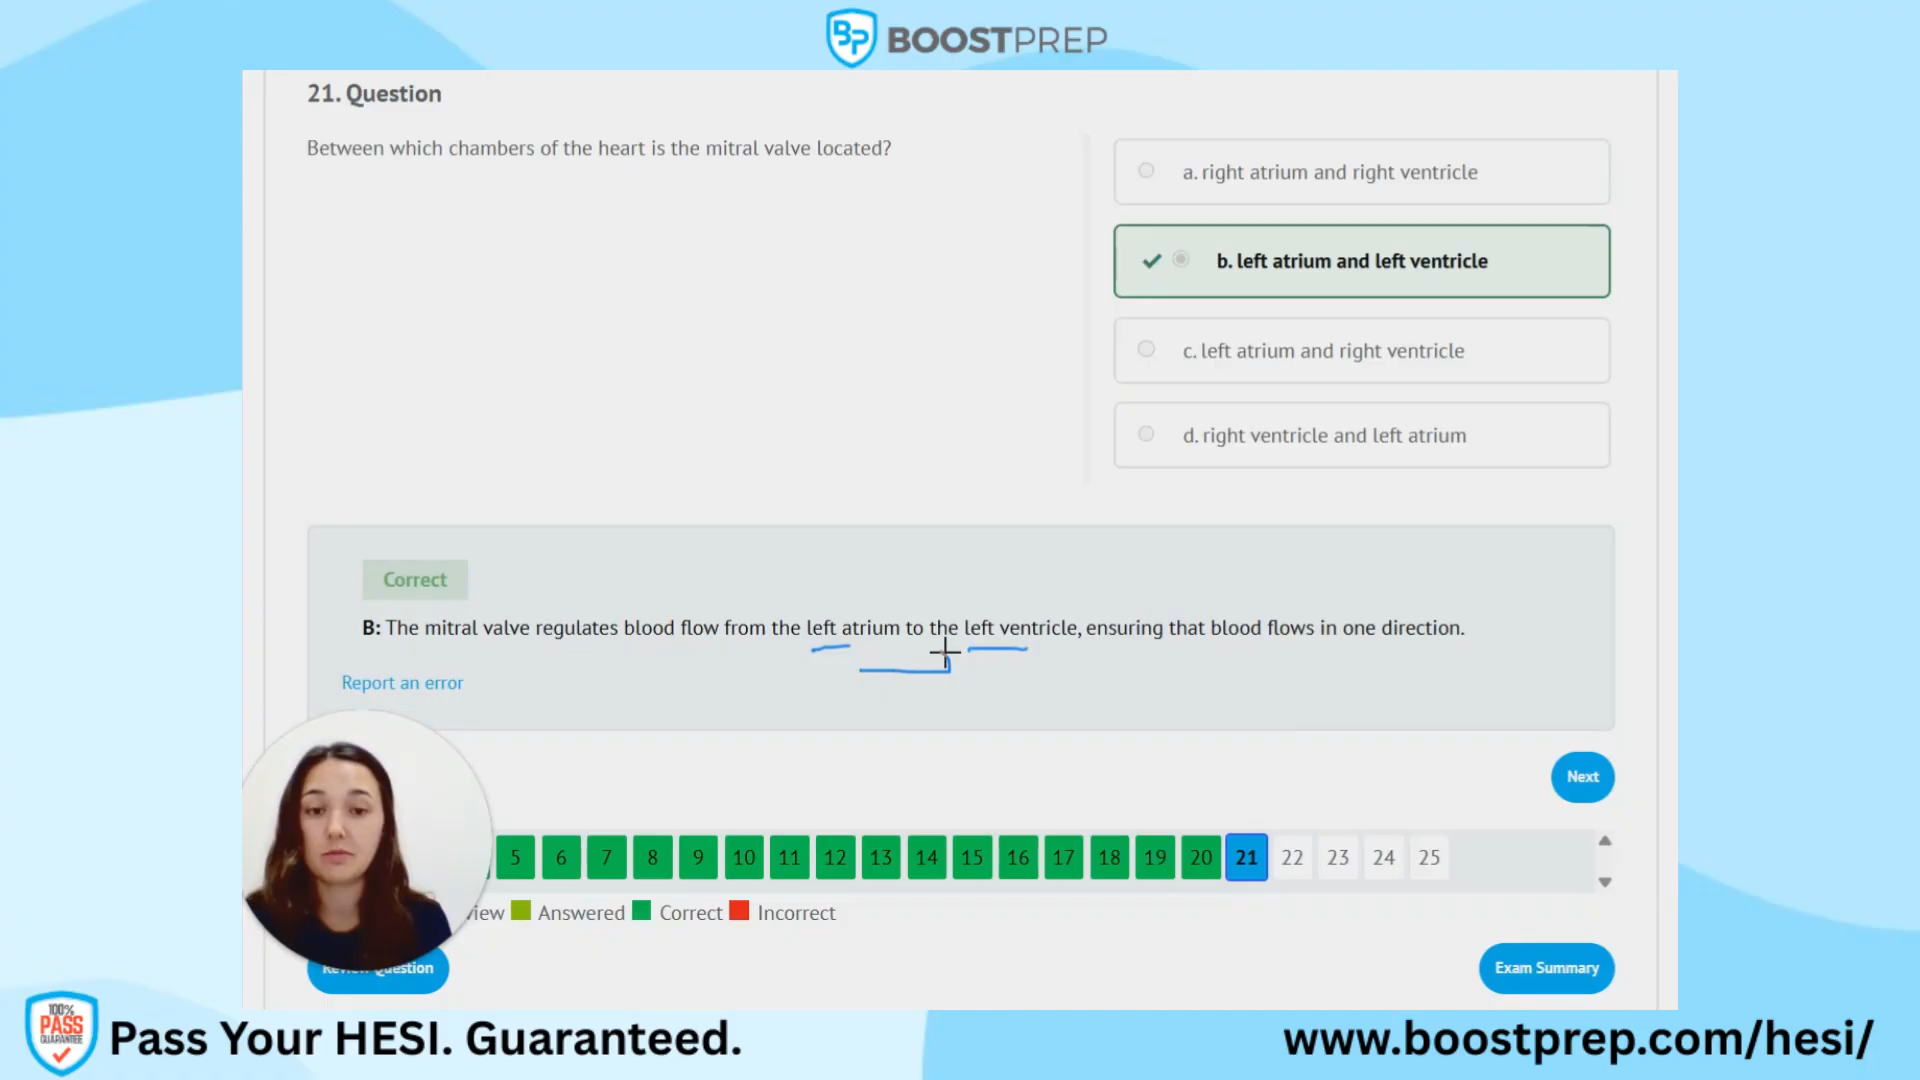 BP BOOSTPREP
21. Question
Between which chambers of the heart is the mitral valve located?
a. right atrium and right ventricle
b. left atrium and left ventricle
c. left atrium and right ventricle
d. right ventricle and left atrium
Correct
B: The mitral valve regulates blood flow from the left atrium to the left ventricle, ensuring that blood flows in one direction.
Report an error
Next
5 6 7 8 9 10 11 12 13 14 15 16 17 18 19 20 21 22 23 24 25
Answered Correct Incorrect
Review Question
Exam Summary
100%
PASS
GUARANTEE
Pass Your HESI. Guaranteed.
www.boostprep.com/hesi/